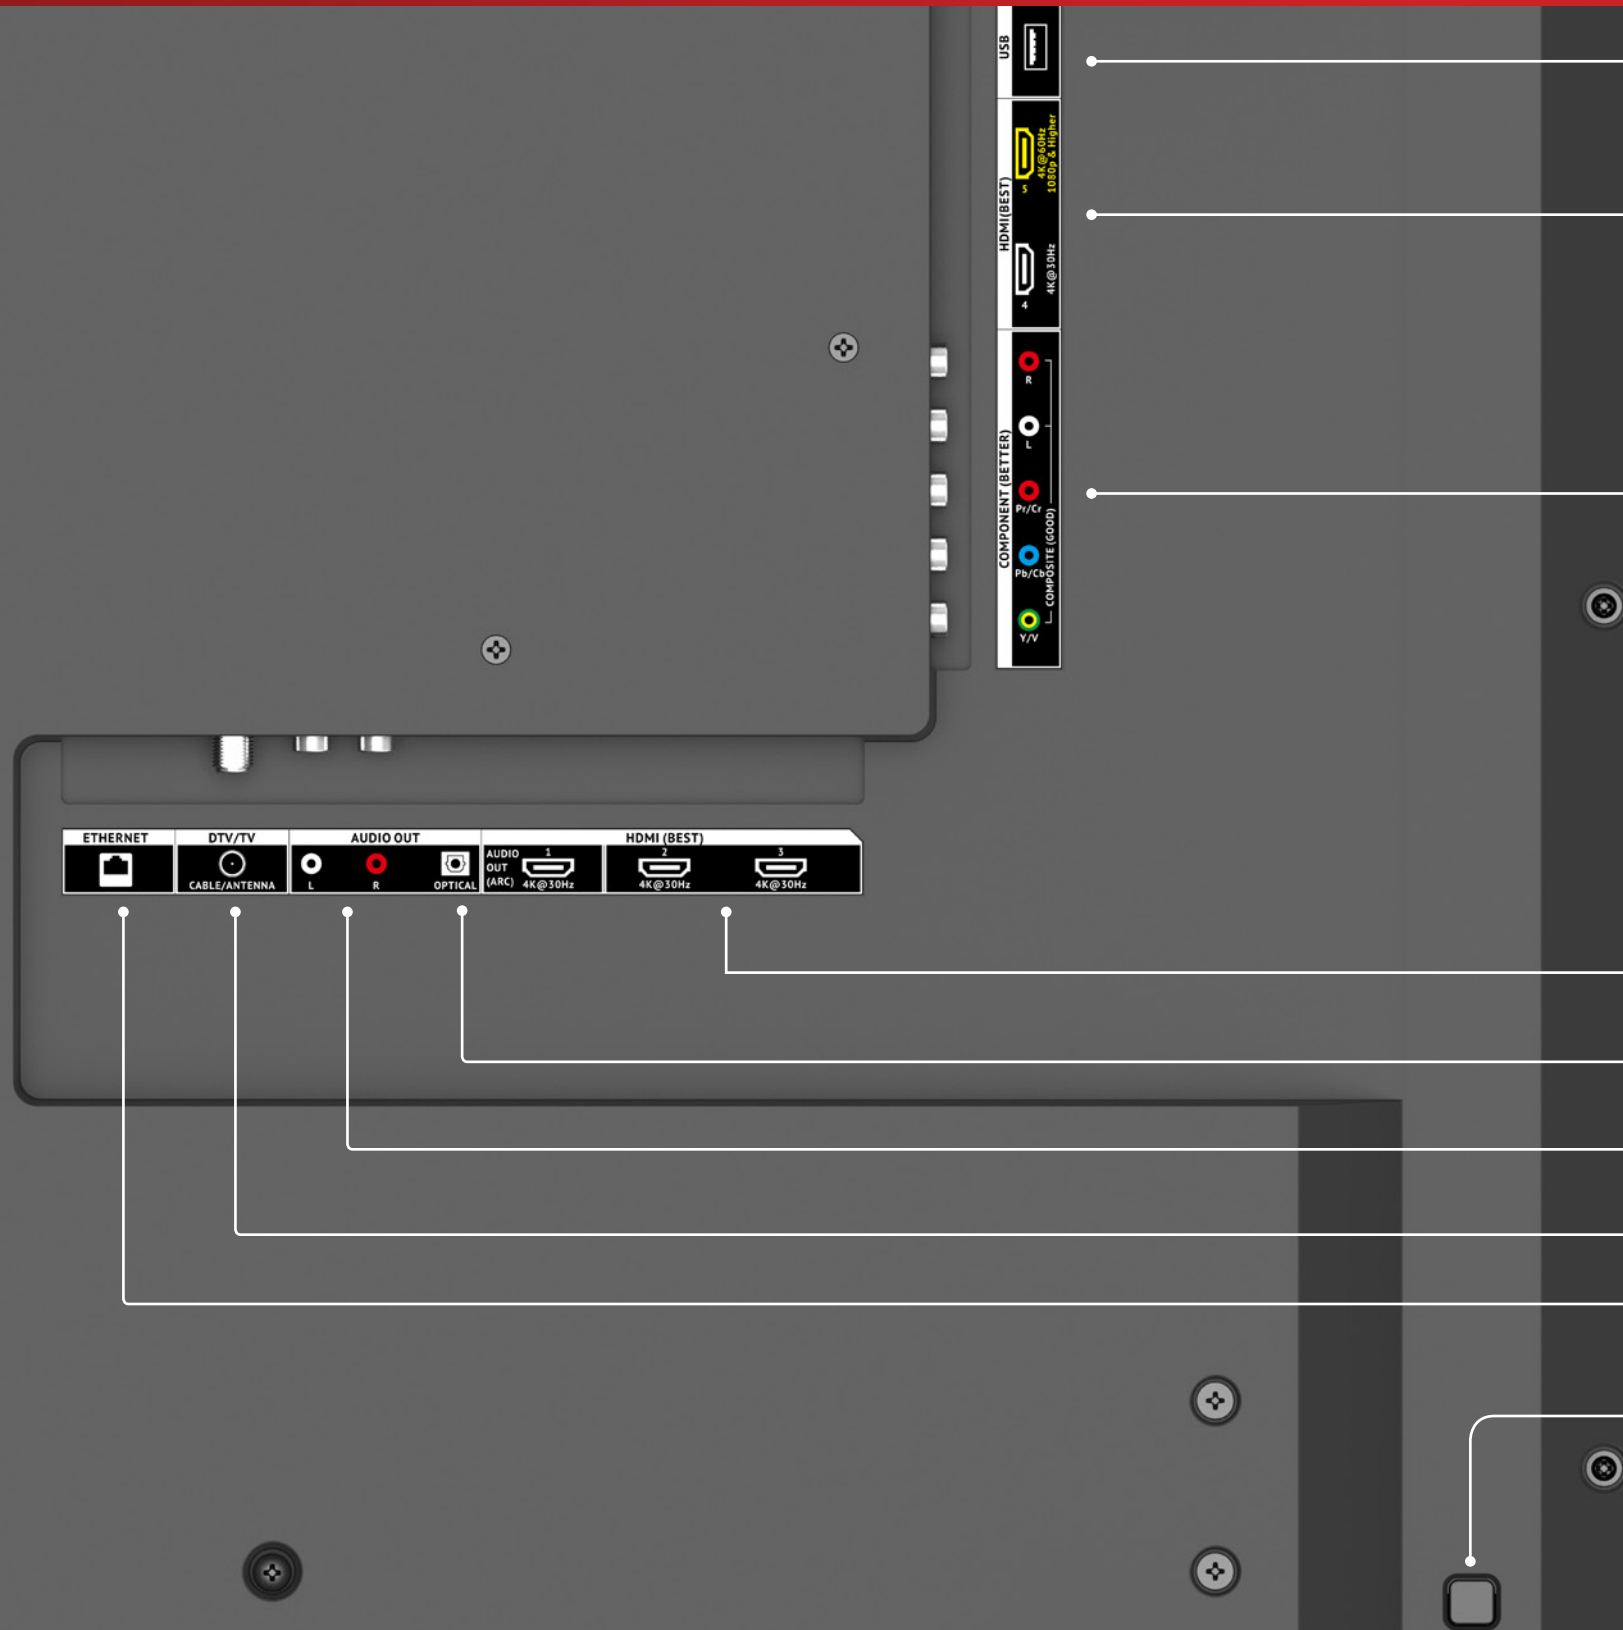 USB
HDMI(BEST)
5
4K@60Hz
1080p & Higher
4
4K@30Hz
COMPONENT (BETTER)
R
L
Pr/Cr
Pb/Cb
Y/V
COMPOSITE (GOOD)
ETHERNET
DTV/TV
CABLE/ANTENNA
AUDIO OUT
L
R
OPTICAL
HDMI (BEST)
AUDIO
OUT
(ARC)
1
4K@30Hz
2
4K@30Hz
3
4K@30Hz